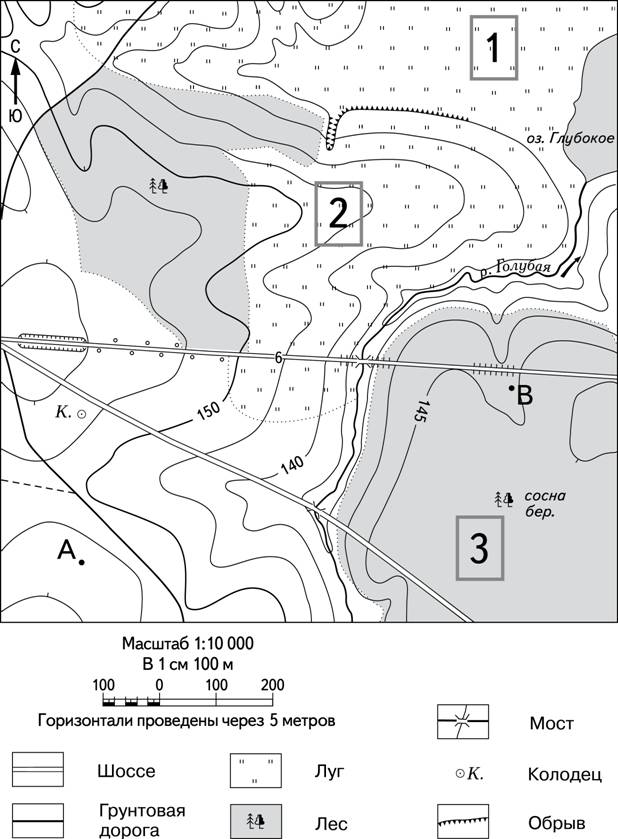 1
С
Ю
оз. Глубокое
2
р. Голубая
6
В
К.
150
145
140
сосна
бер.
А
3
Масштаб 1:10 000
В 1 см 100 м
100 0 100 200
Горизонтали проведены через 5 метров
Шоссе
Луг
Мост
К. Колодец
Грунтовая
дорога
Лес
Обрыв